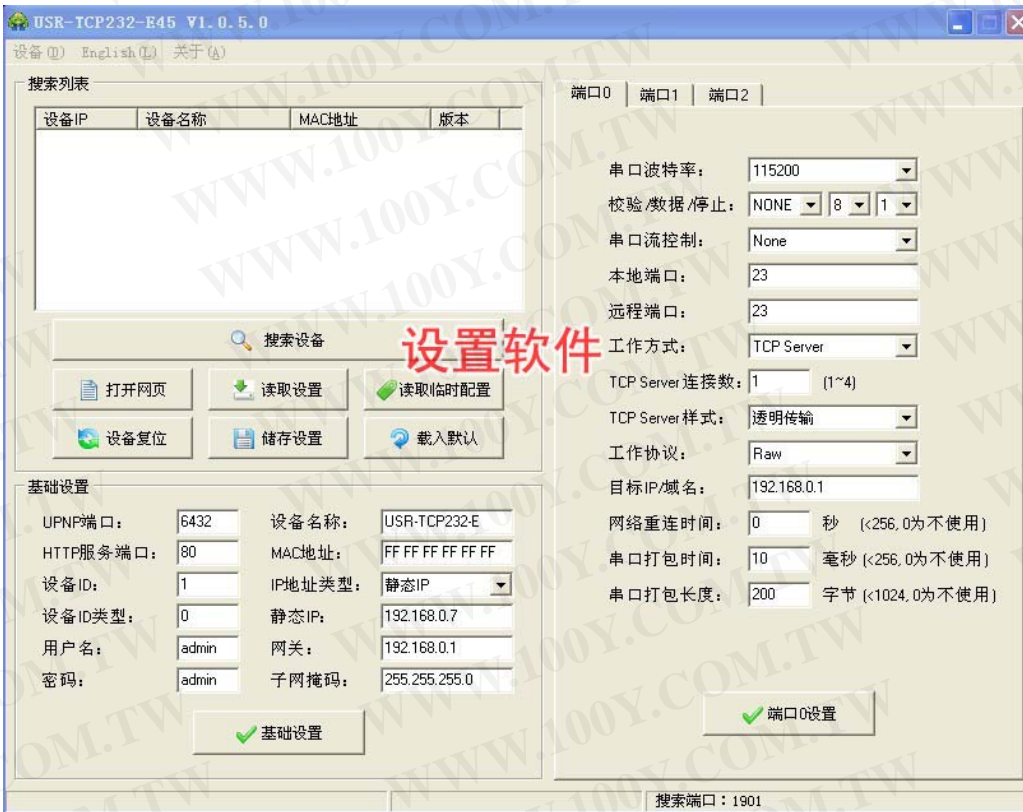 USR-TCP232-E45 V1.0.5.0
设备(D) English(L) 关于(A)
搜索列表
设备IP 设备名称 MAC地址 版本
搜索设备
打开网页 读取设置 读取临时配置
设备复位 储存设置 载入默认
设置软件
基础设置
UPNP端口: 6432 设备名称: USR-TCP232-E
HTTP服务端口: 80 MAC地址: FF FF FF FF FF FF
设备ID: 1 IP地址类型: 静态IP
设备ID类型: 0 静态IP: 192.168.0.7
用户名: admin 网关: 192.168.0.1
密码: admin 子网掩码: 255.255.255.0
基础设置
端口0 端口1 端口2
串口波特率: 115200
校验/数据/停止: NONE 8 1
串口流控制: None
本地端口: 23
远程端口: 23
工作方式: TCP Server
TCP Server连接数: 1 (1~4)
TCP Server样式: 透明传输
工作协议: Raw
目标IP/域名: 192.168.0.1
网络重连时间: 0 秒 (<256, 0为不使用)
串口打包时间: 10 毫秒 (<256, 0为不使用)
串口打包长度: 200 字节 (<1024, 0为不使用)
端口0设置
搜索端口:1901
WWW.100Y.COM.TW